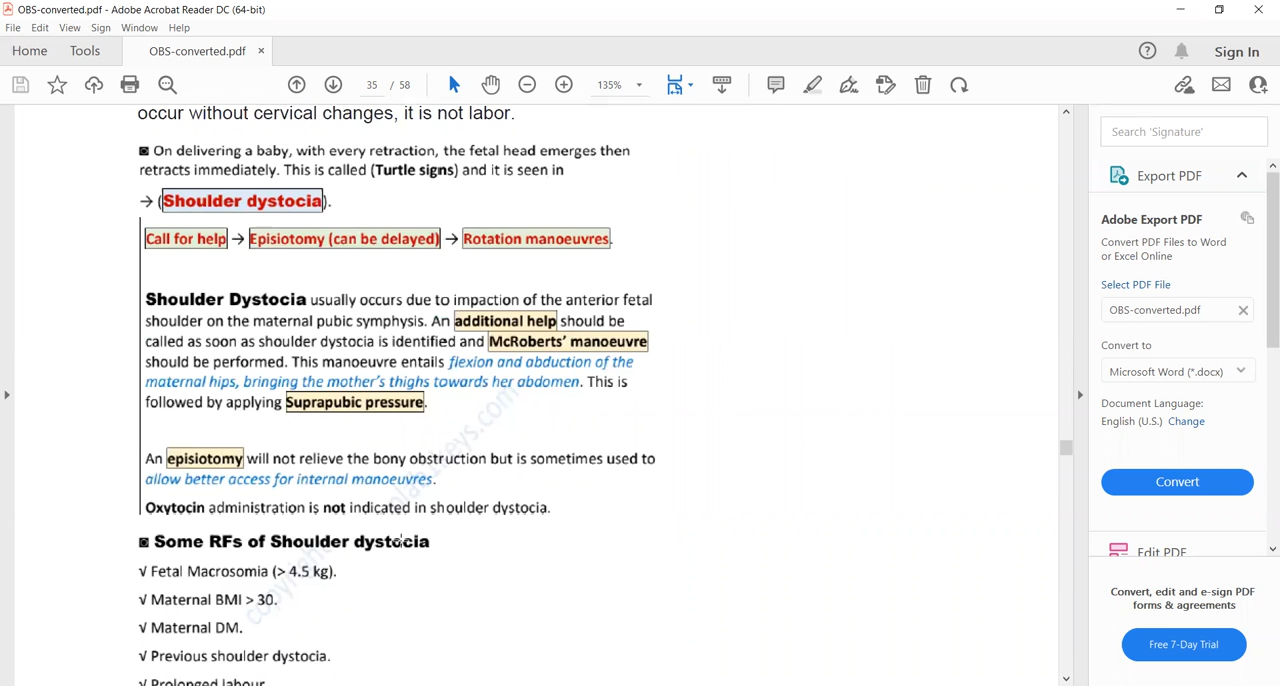 OBS-converted.pdf - Adobe Acrobat Reader DC (64-bit)
File Edit View Sign Window Help
Home Tools OBS-converted.pdf × Sign In
35 / 58 135%
occur without cervical changes, it is not labor.
◙ On delivering a baby, with every retraction, the fetal head emerges then
retracts immediately. This is called (Turtle signs) and it is seen in
→ (Shoulder dystocia).
Call for help → Episiotomy (can be delayed) → Rotation manoeuvres.
Shoulder Dystocia usually occurs due to impaction of the anterior fetal
shoulder on the maternal pubic symphysis. An additional help should be
called as soon as shoulder dystocia is identified and McRoberts’ manoeuvre
should be performed. This manoeuvre entails flexion and abduction of the
maternal hips, bringing the mother’s thighs towards her abdomen. This is
followed by applying Suprapubic pressure.
An episiotomy will not relieve the bony obstruction but is sometimes used to
allow better access for internal manoeuvres.
Oxytocin administration is not indicated in shoulder dystocia.
◙ Some RFs of Shoulder dystocia
√ Fetal Macrosomia (> 4.5 kg).
√ Maternal BMI > 30.
√ Maternal DM.
√ Previous shoulder dystocia.
√ Prolonged labour
Search 'Signature'
Export PDF
Adobe Export PDF
Convert PDF Files to Word
or Excel Online
Select PDF File
OBS-converted.pdf
Convert to
Microsoft Word (*.docx)
Document Language:
English (U.S.) Change
Convert
Edit PDF
Convert, edit and e-sign PDF
forms & agreements
Free 7-Day Trial